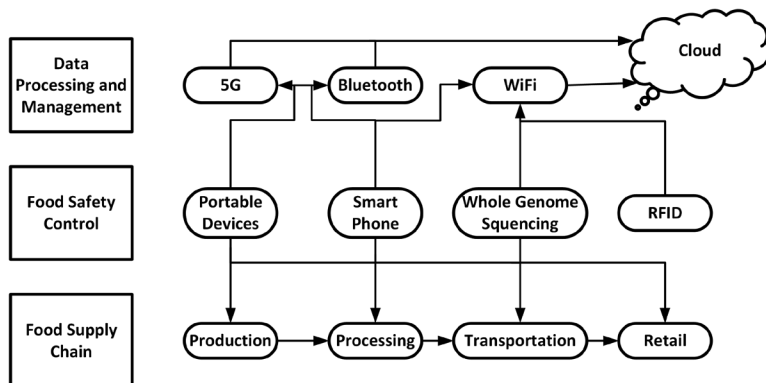 Data
Processing and
Management
5G
Bluetooth
WiFi
Cloud
Food Safety
Control
Portable
Devices
Smart
Phone
Whole Genome
Squencing
RFID
Food Supply
Chain
Production
Processing
Transportation
Retail